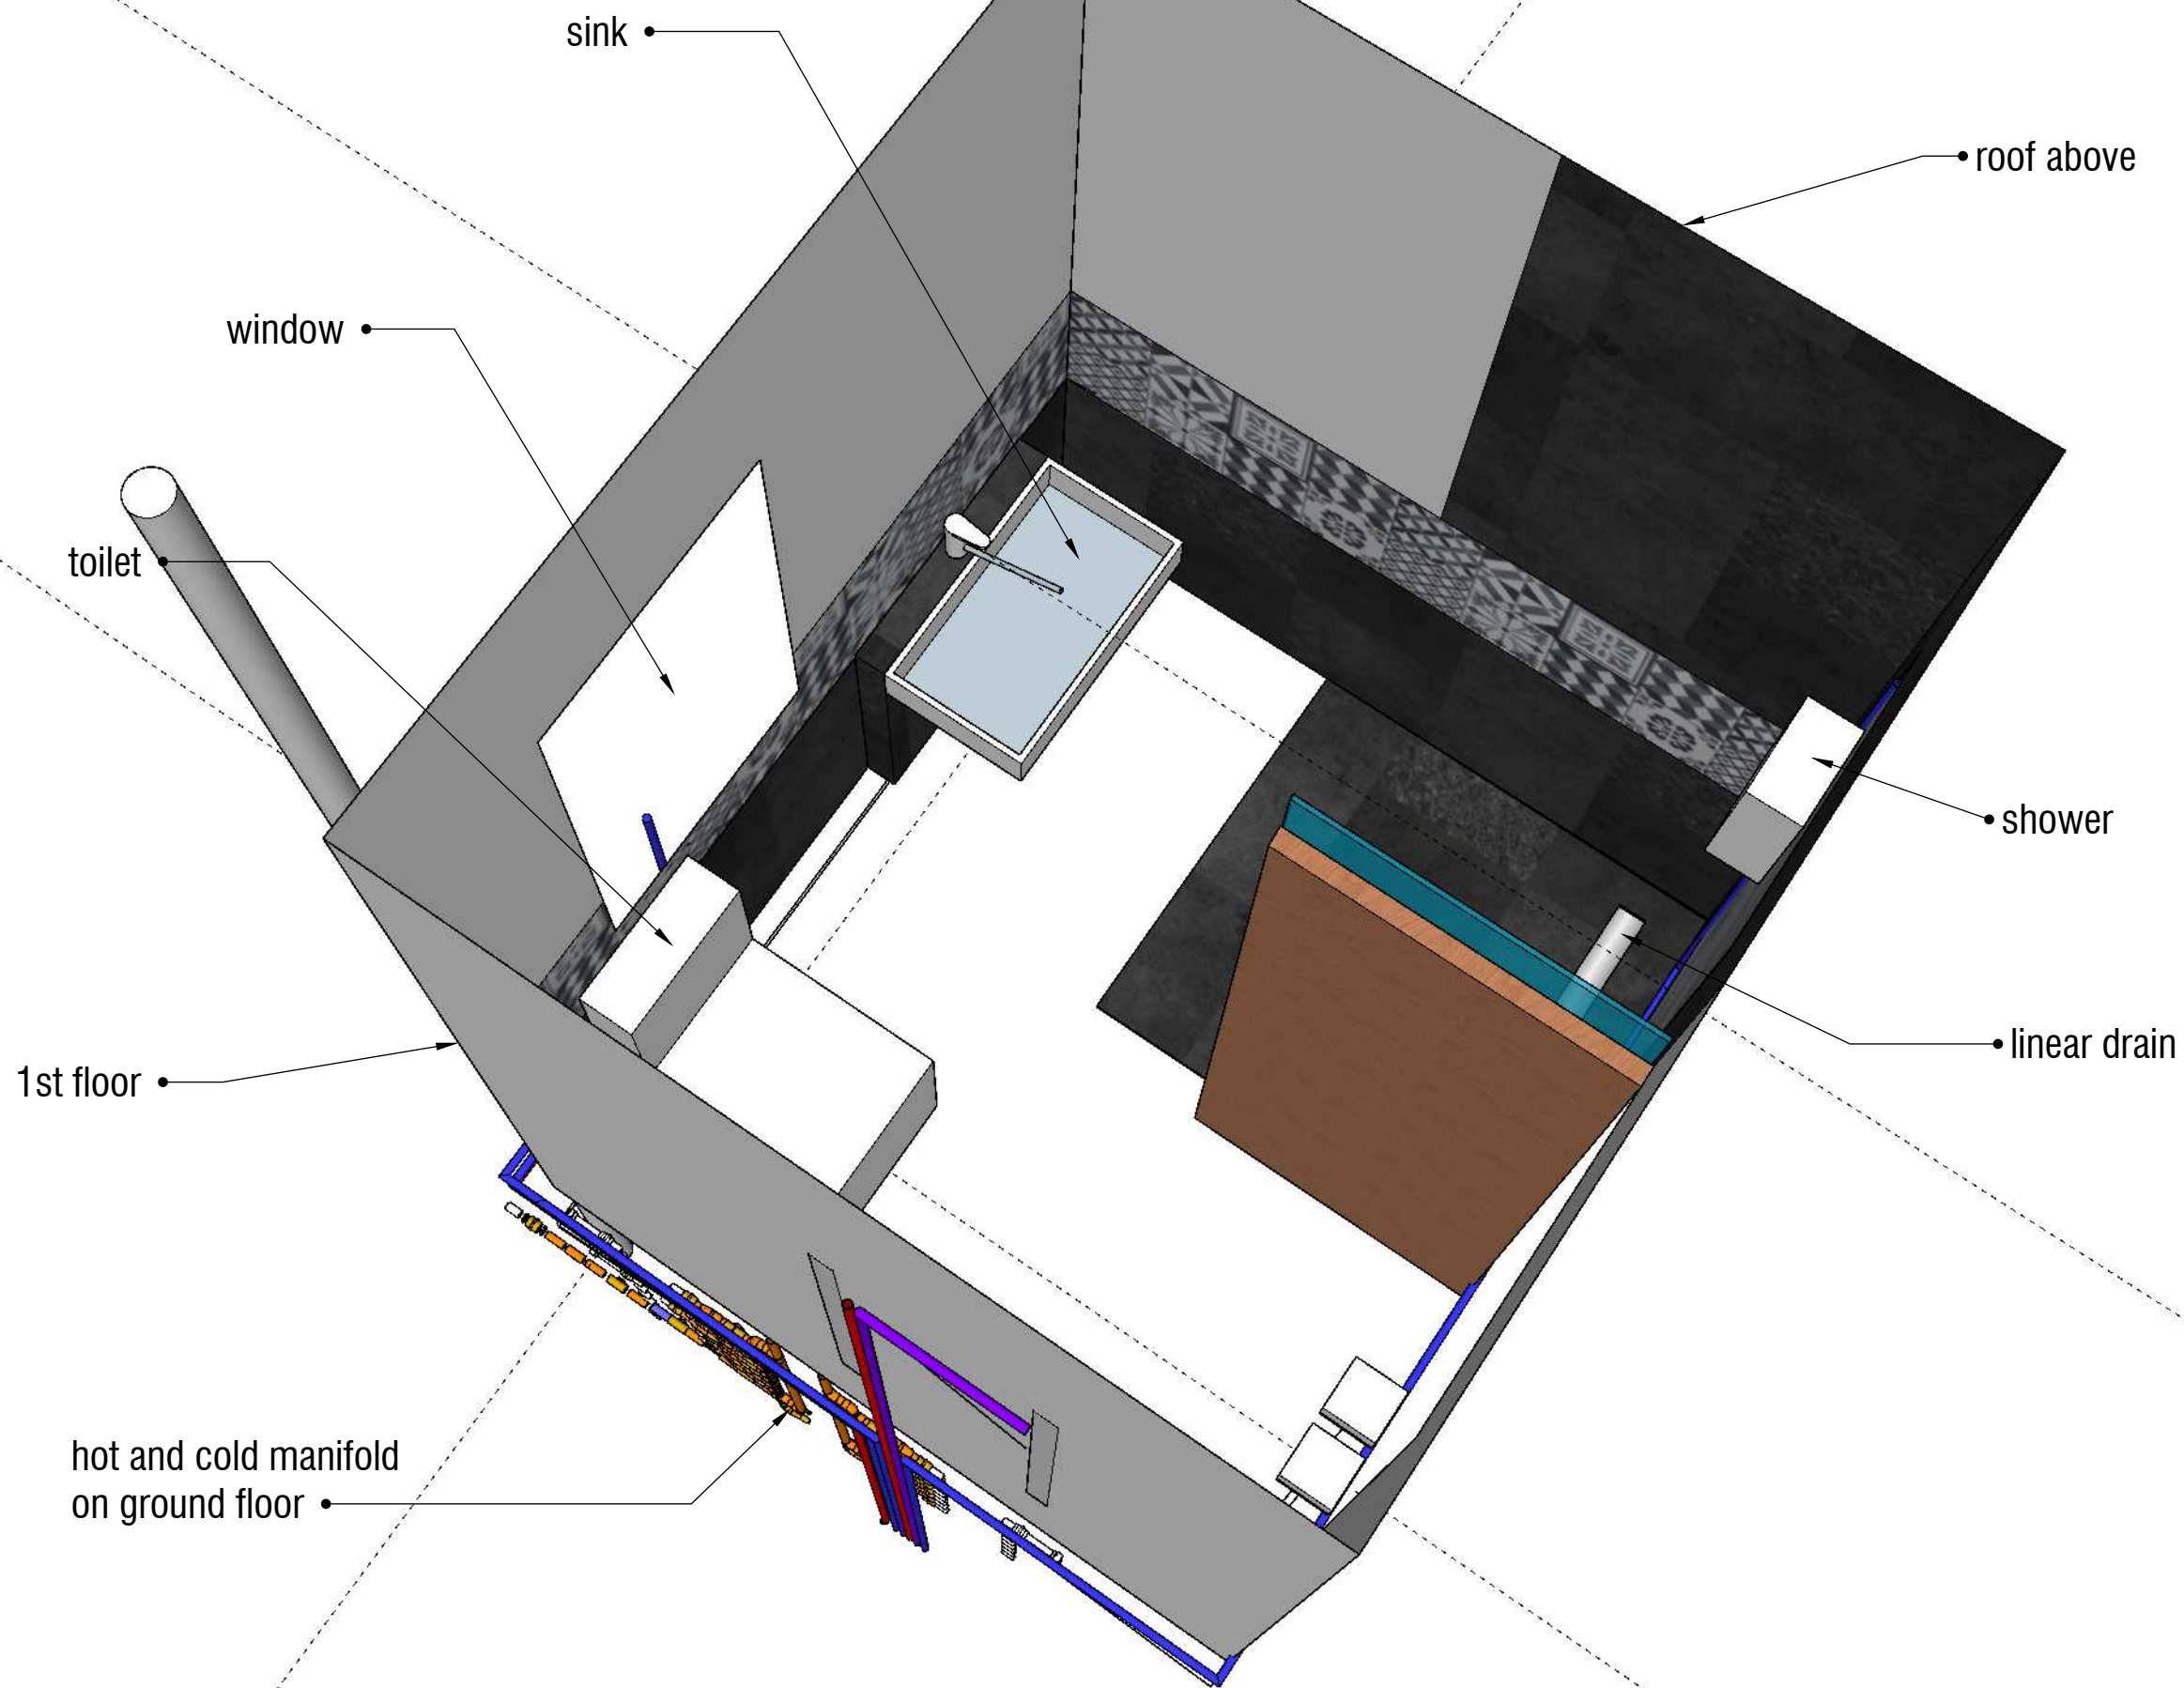 sink
roof above
window
toilet
shower
linear drain
1st floor
hot and cold manifold
on ground floor